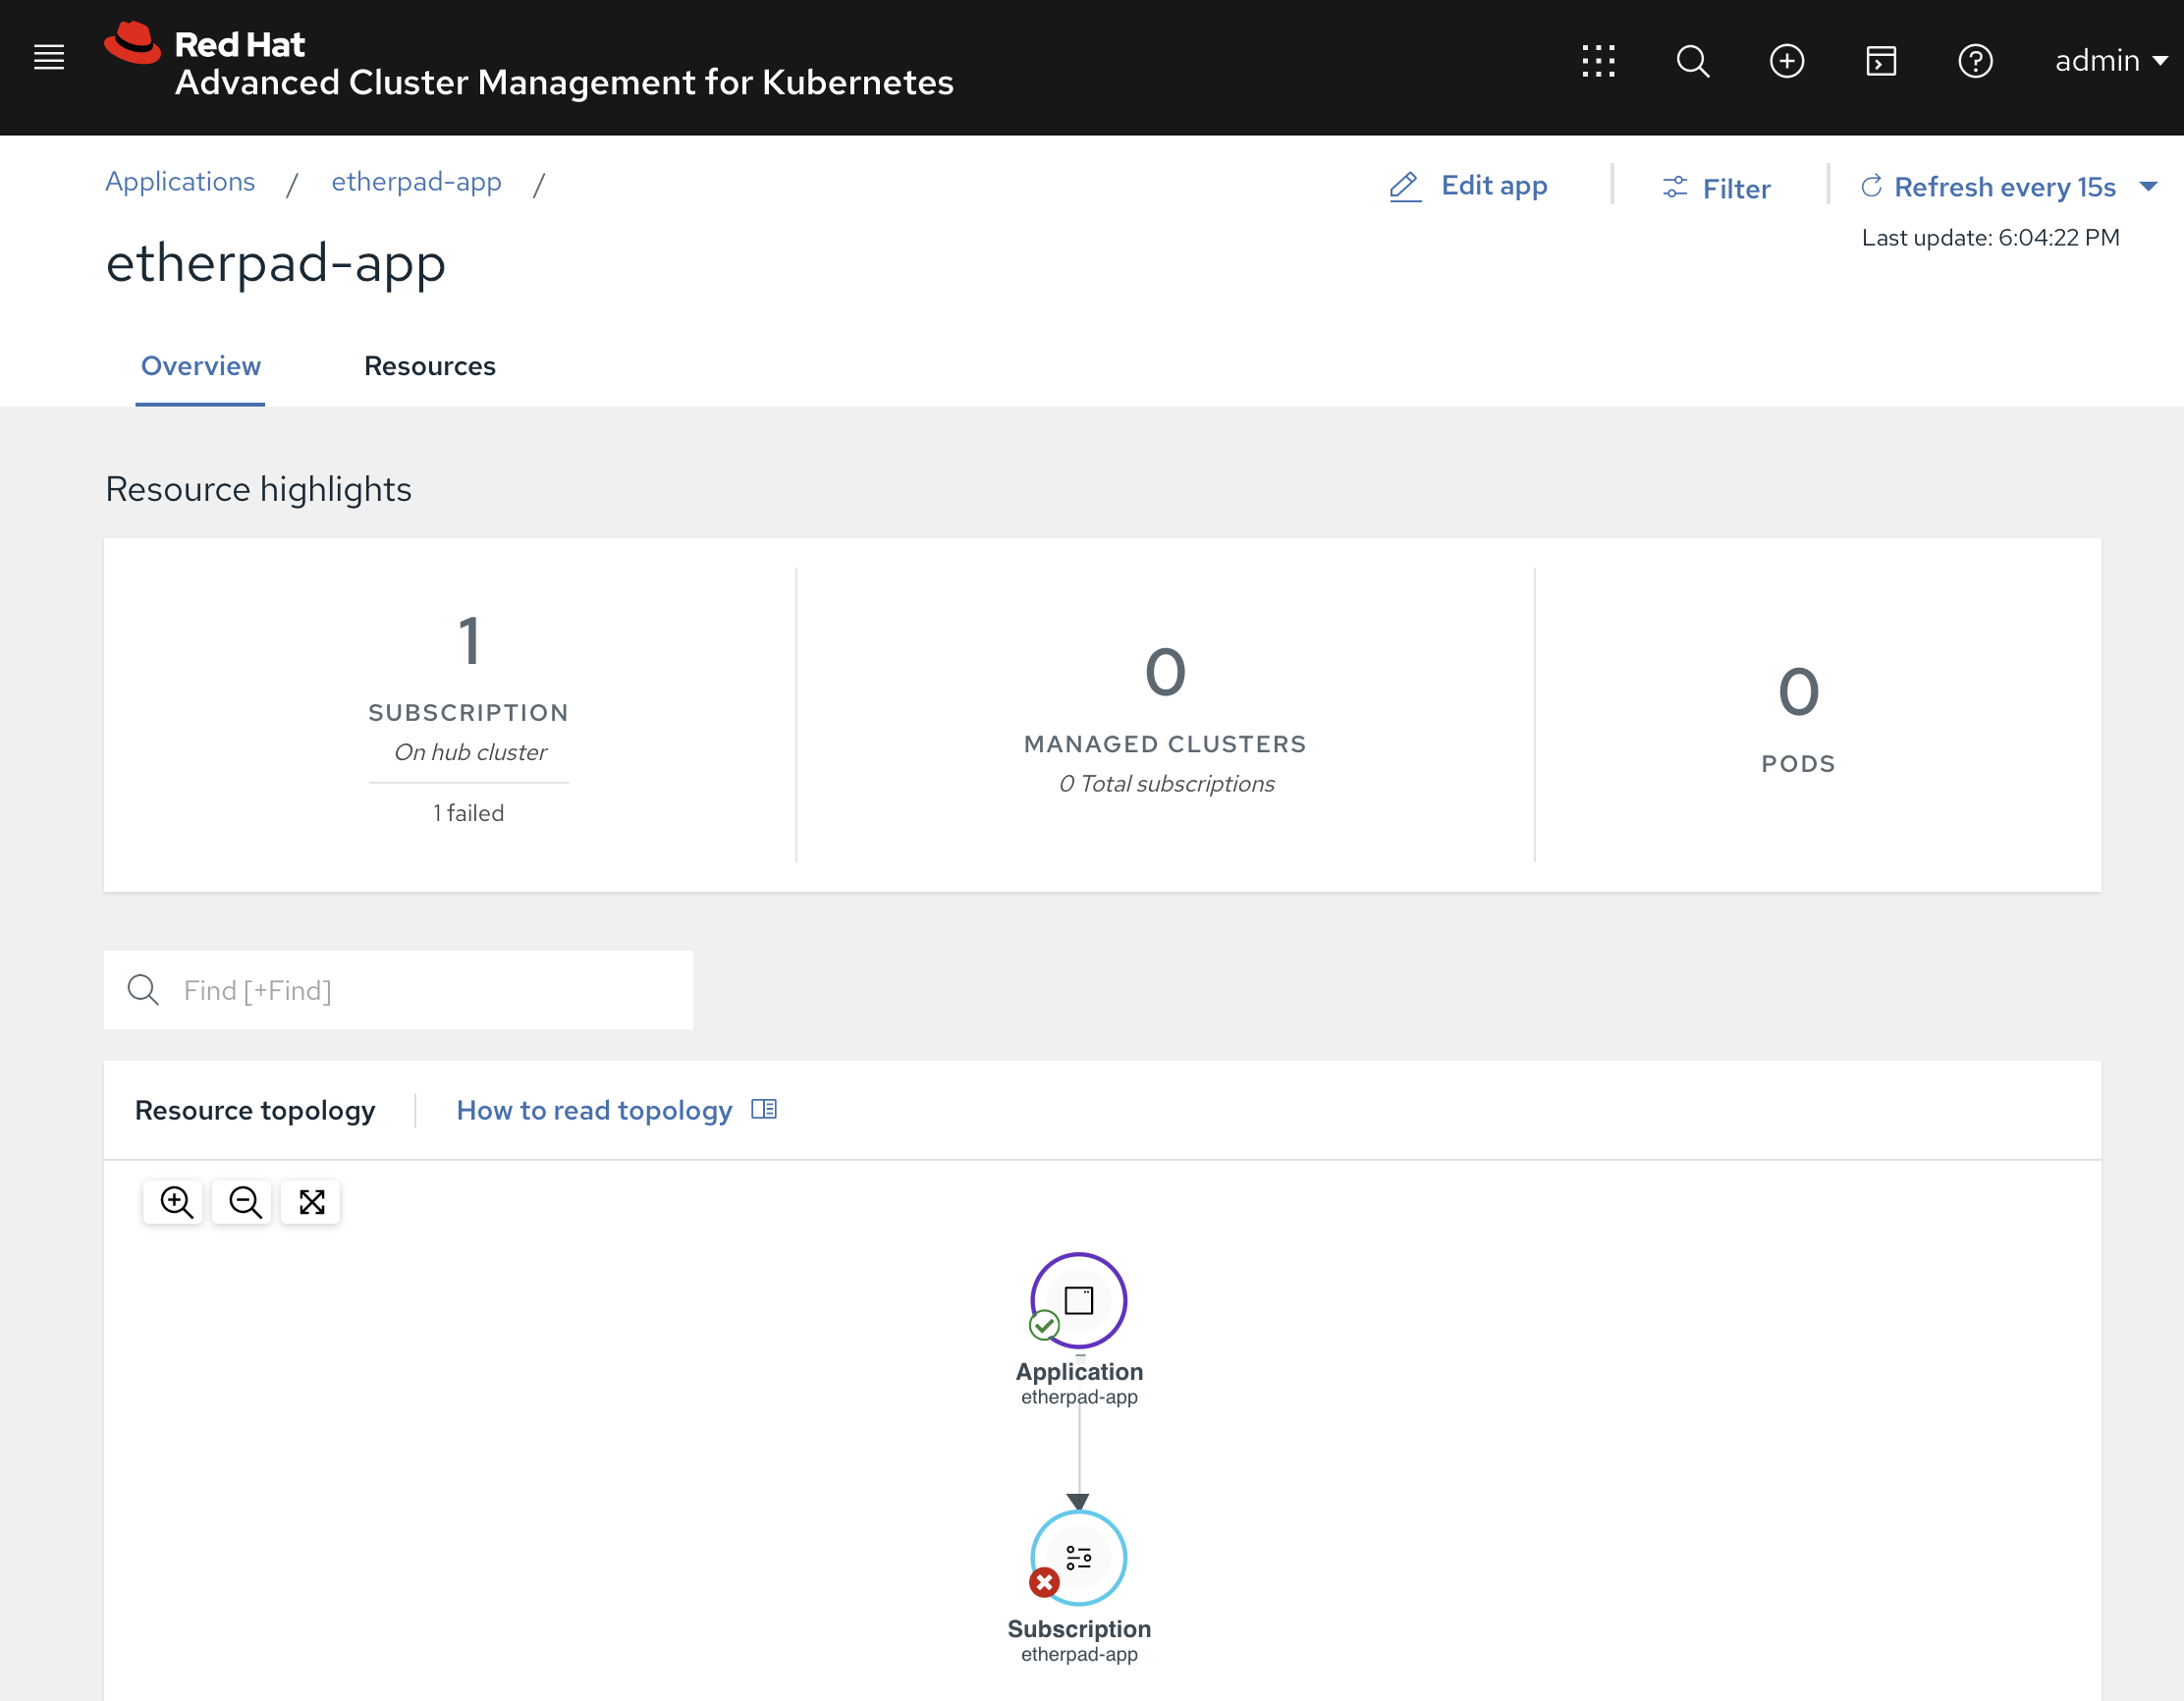 Red Hat
Advanced Cluster Management for Kubernetes
admin
Applications / etherpad-app /
Edit app
Filter
Refresh every 15s
Last update: 6:04:22 PM
etherpad-app
Overview
Resources
Resource highlights
1
SUBSCRIPTION
On hub cluster
1 failed
0
MANAGED CLUSTERS
0 Total subscriptions
0
PODS
Find [+Find]
Resource topology
How to read topology
Application
etherpad-app
Subscription
etherpad-app